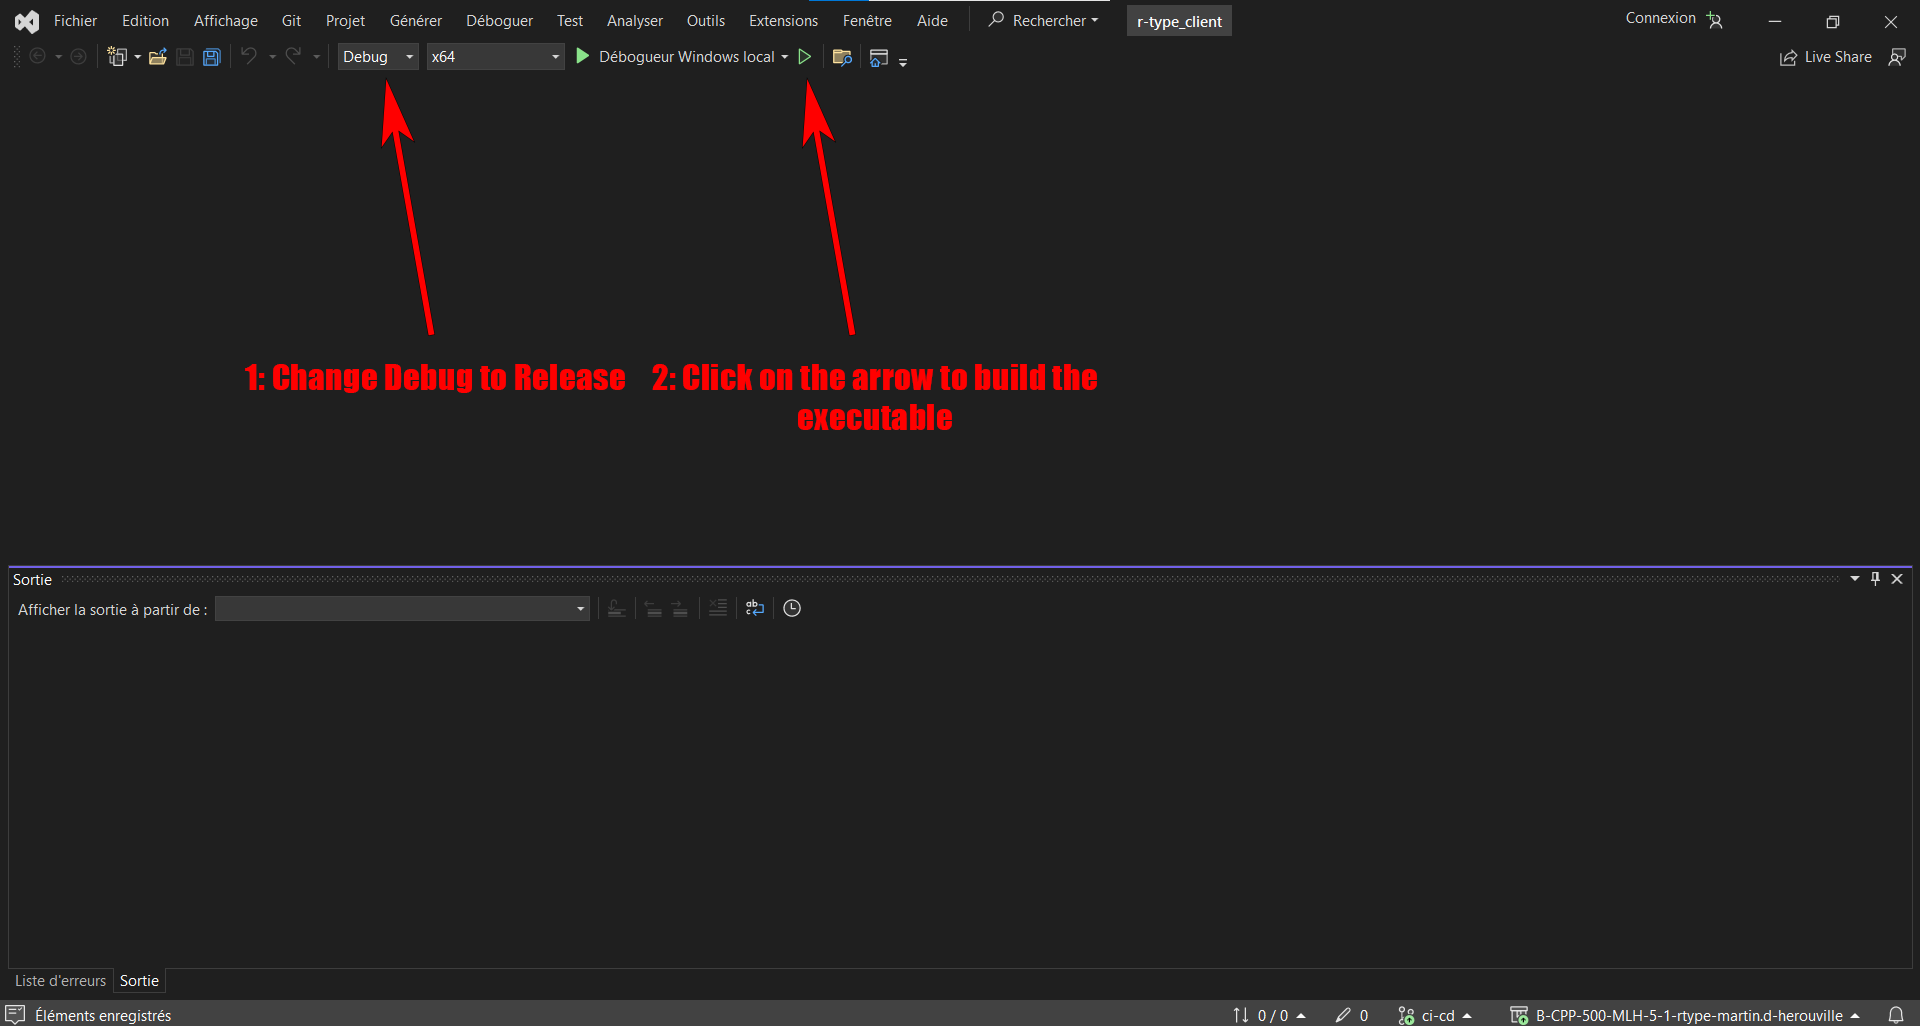 Fichier Edition Affichage Git Projet Générer Déboguer Test Analyser Outils Extensions Fenêtre Aide Rechercher r-type_client Connexion
Debug x64 Débogueur Windows local Live Share
1: Change Debug to Release
2: Click on the arrow to build the
executable
Sortie
Afficher la sortie à partir de :
Liste d'erreurs Sortie
Éléments enregistrés 0 / 0 0 ci-cd B-CPP-500-MLH-5-1-rtype-martin.d-herouville